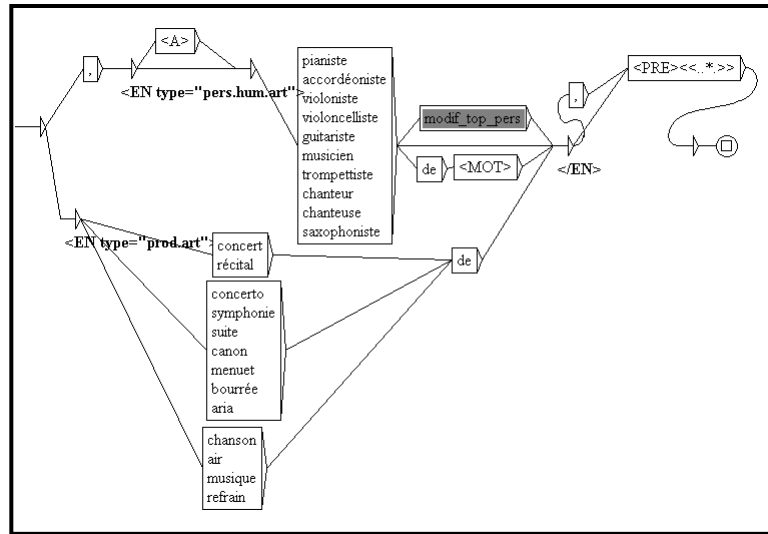 <A>
,
<EN type="pers.hum.art">
pianiste
accordéoniste
violoniste
violoncelliste
guitariste
musicien
trompettiste
chanteur
chanteuse
saxophoniste
modif_top_pers
de
<MOT>
,
</EN>
<PRE><<..*.>>
<EN type="prod.art">
concert
récital
de
concerto
symphonie
suite
canon
menuet
bourrée
aria
chanson
air
musique
refrain